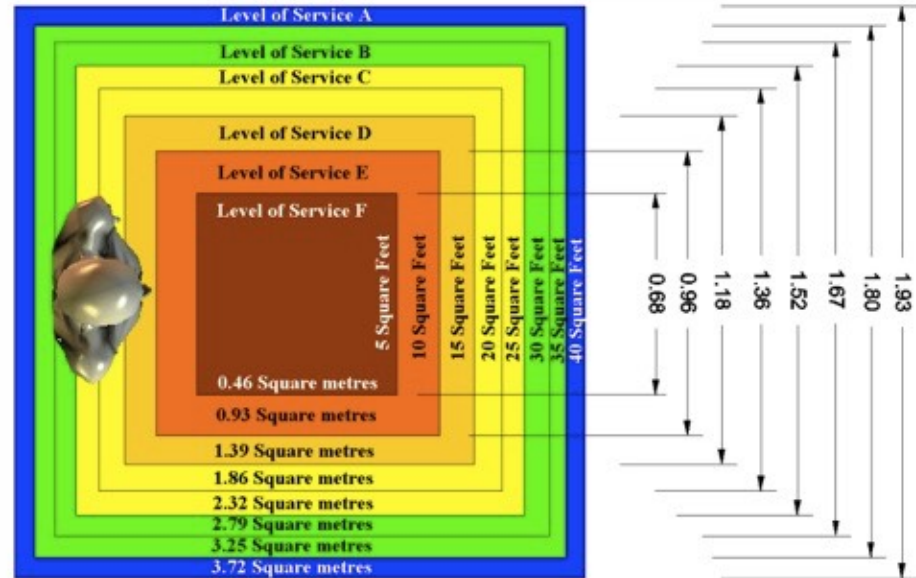 Level of Service A
Level of Service B
Level of Service C
Level of Service D
Level of Service E
Level of Service F
5 Square Feet
10 Square Feet
15 Square Feet
20 Square Feet
25 Square Feet
30 Square Feet
35 Square Feet
40 Square Feet
0.46 Square metres
0.93 Square metres
1.39 Square metres
1.86 Square metres
2.32 Square metres
2.79 Square metres
3.25 Square metres
3.72 Square metres
0.68
0.96
1.18
1.36
1.52
1.67
1.80
1.93